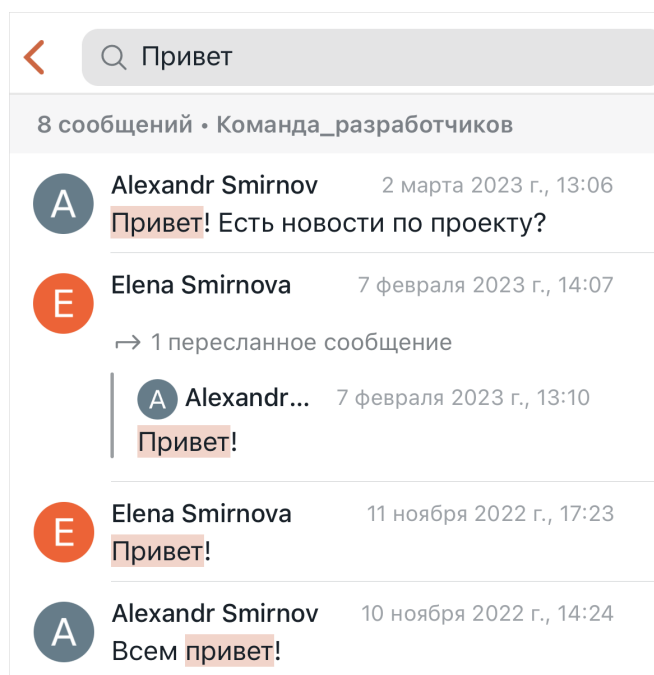 Привет
8 сообщений • Команда_разработчиков
A
Alexandr Smirnov 2 марта 2023 г., 13:06
Привет! Есть новости по проекту?
E
Elena Smirnova 7 февраля 2023 г., 14:07
1 пересланное сообщение
A Alexandr... 7 февраля 2023 г., 13:10
Привет!
E
Elena Smirnova 11 ноября 2022 г., 17:23
Привет!
A
Alexandr Smirnov 10 ноября 2022 г., 14:24
Всем привет!